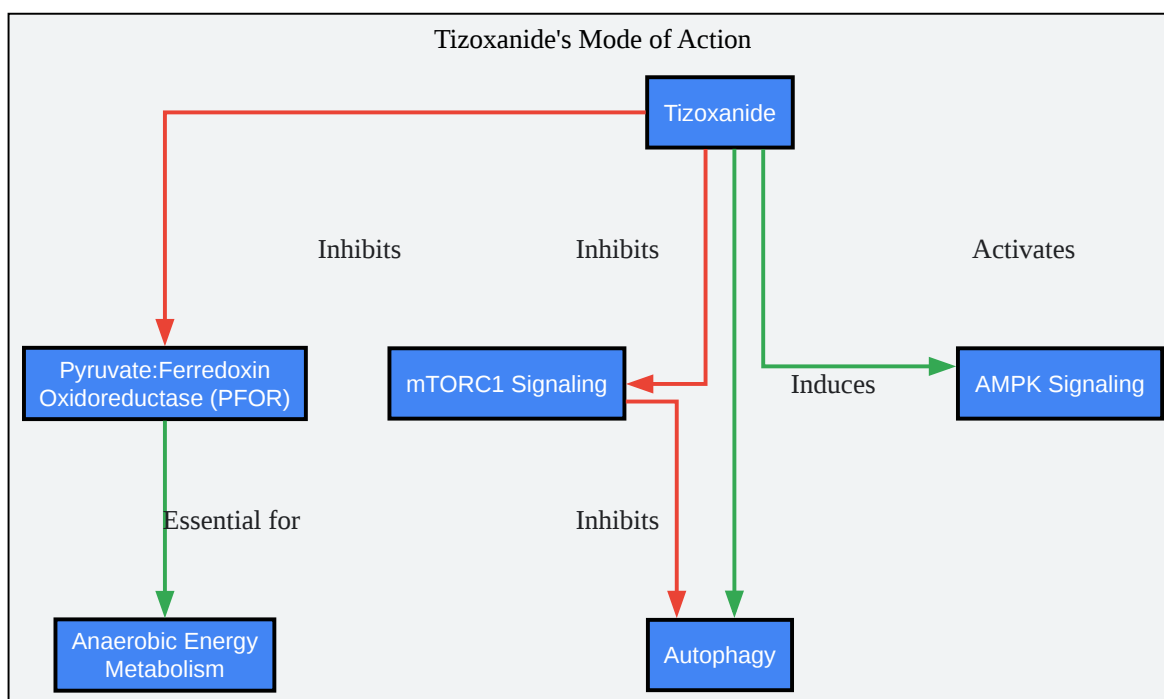 Tizoxanide's Mode of Action
Tizoxanide
Inhibits
Inhibits
Activates
Pyruvate:Ferredoxin
Oxidoreductase (PFOR)
mTORC1 Signaling
Induces
AMPK Signaling
Essential for
Inhibits
Anaerobic Energy
Metabolism
Autophagy